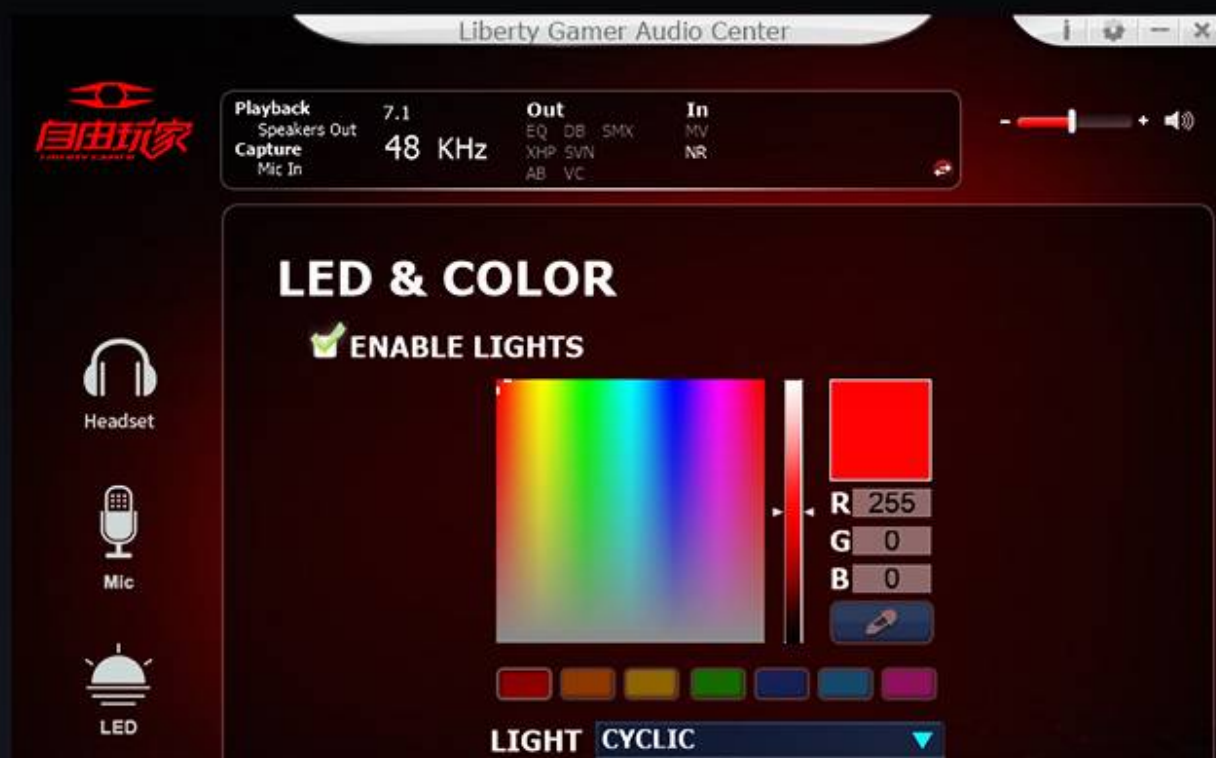 Liberty Gamer Audio Center
i
自由玩家
LIBERTY GAMER
Playback
Speakers Out
Capture
Mic In
7.1
48 KHz
Out
EQ DB SMX
XHP SVN
AB VC
In
MV
NR
- +
LED & COLOR
ENABLE LIGHTS
Headset
Mic
LED
R 255
G 0
B 0
LIGHT CYCLIC